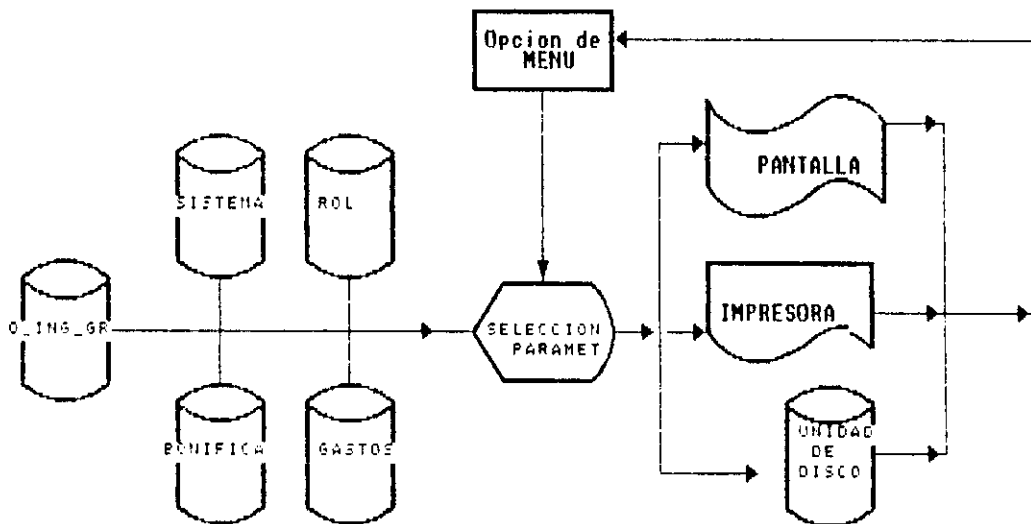 Opcion de
MENU
PANTALLA
SISTEMA
ROL
O_ING_GR
SELECCION
PARAMET
IMPRESORA
BONIFICA
GASTOS
UNIDAD
DE
DISCO